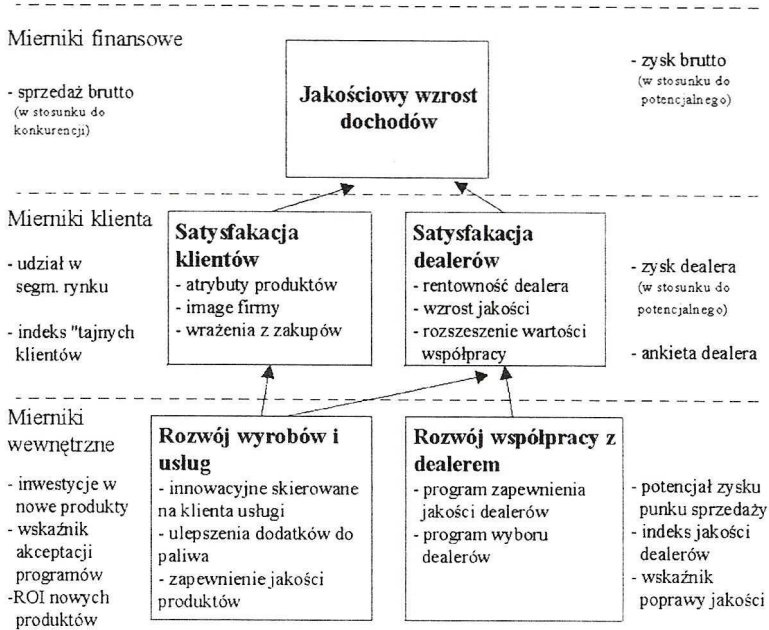 Mierniki finansowe
- sprzedaż brutto
(w stosunku do
konkurencji)
Jakościowy wzrost
dochodów
- zysk brutto
(w stosunku do
potencjalnego)
Mierniki klienta
- udział w
segm. rynku
- indeks "tajnych
klientów
Satysfakacja
klientów
- atrybuty produktów
- image firmy
- wrażenia z zakupów
Satysfakacja
dealerów
- rentowność dealera
- wzrost jakości
- rozszeszenie wartości
współpracy
- zysk dealera
(w stosunku do
potencjalnego)
- ankieta dealera
Mierniki
wewnętrzne
- inwestycje w
nowe produkty
- wskaźnik
akceptacji
programów
-ROI nowych
produktów
Rozwój wyrobów i
usług
- innowacyjne skierowane
na klienta usługi
- ulepszenia dodatków do
paliwa
- zapewnienie jakości
produktów
Rozwój współpracy z
dealerem
- program zapewnienia
jakości dealerów
- program wyboru
dealerów
- potencjał zysku
punku sprzedaży
- indeks jakości
dealerów
- wskaźnik
poprawy jakości